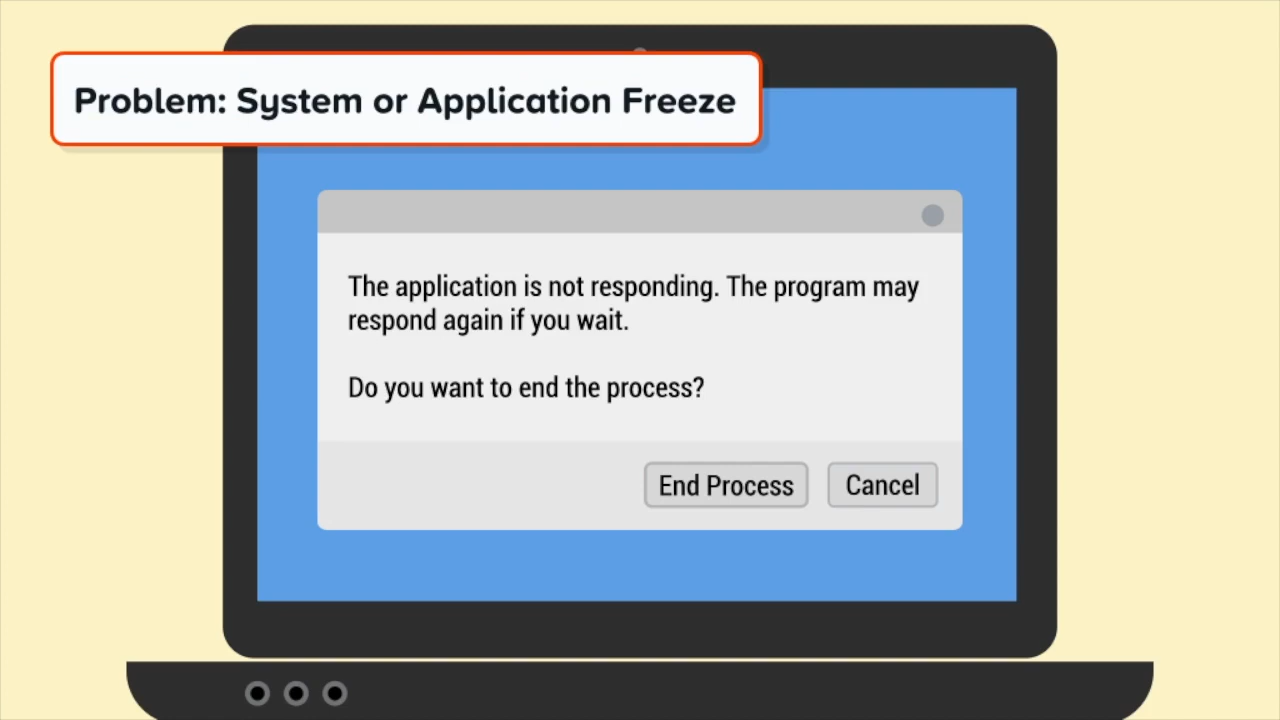 Problem: System or Application Freeze
The application is not responding. The program may
respond again if you wait.
Do you want to end the process?
End Process
Cancel